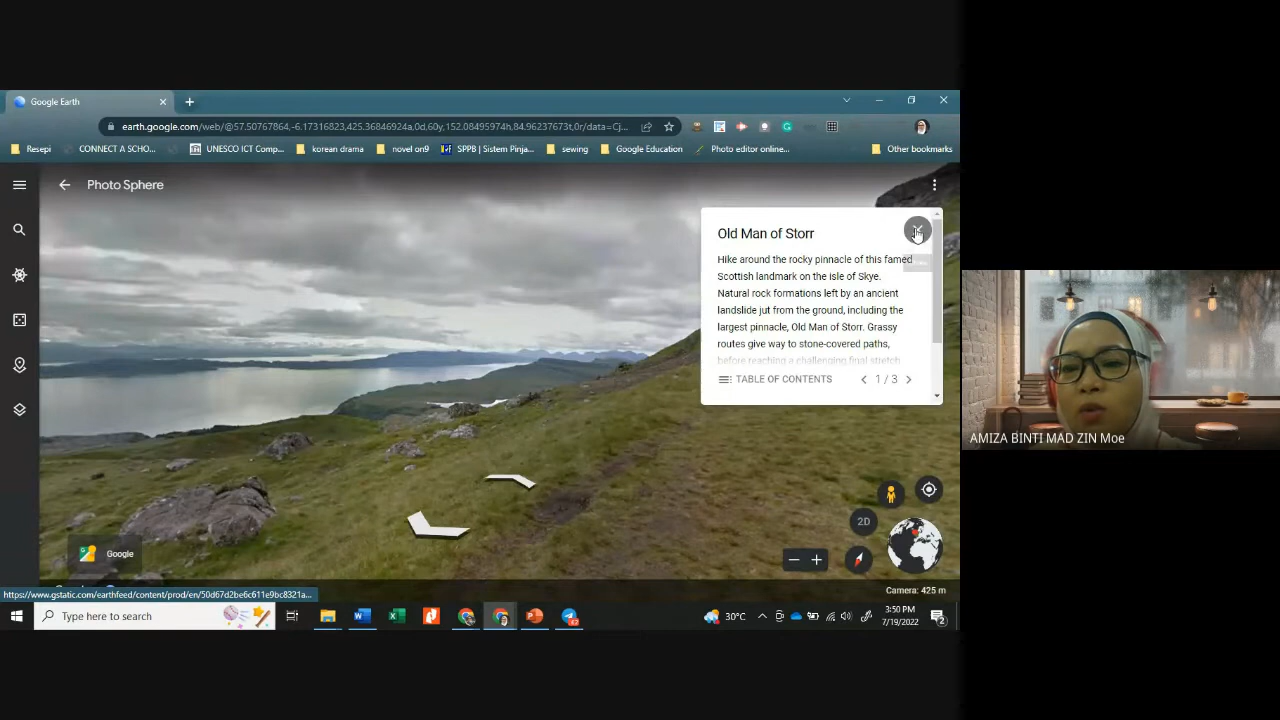 Google Earth
earth.google.com/web/@57.50767864,-6.17316823,425.36846924a,0d,60y,152.08495974h,84.96237673t,0r/data=Cj...
Resepi
CONNECT A SCHO...
UNESCO ICT Comp...
korean drama
novel on9
SPPB | Sistem Pinja...
sewing
Google Education
Photo editor online...
Other bookmarks
Photo Sphere
Old Man of Storr
Hike around the rocky pinnacle of this famed
Scottish landmark on the isle of Skye.
Natural rock formations left by an ancient
landslide jut from the ground, including the
largest pinnacle, Old Man of Storr. Grassy
routes give way to stone-covered paths,
before reaching a challenging final stretch
TABLE OF CONTENTS
1 / 3
AMIZA BINTI MAD ZIN Moe
2D
Google
Camera: 425 m
https://www.gstatic.com/earthfeed/content/prod/en/50d67d2be6c611e9bc8321a...
Type here to search
30°C
3:50 PM
7/19/2022
2